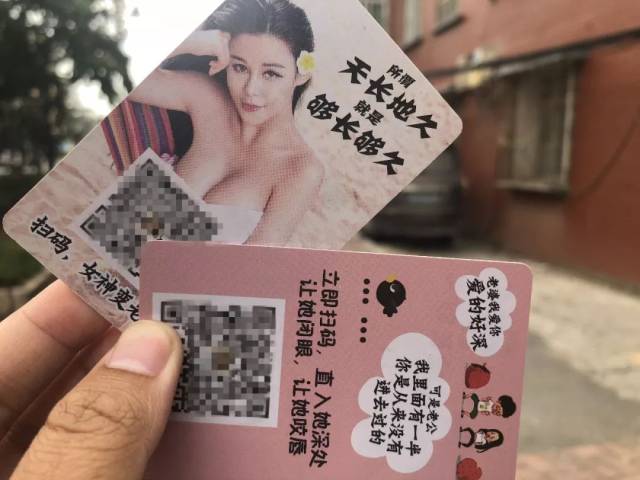 所谓
天长地久
就是
够长够久
扫码，女神变
立即扫码，直入她深处
让她闭眼，让她咬唇
老婆我爱你
爱的好深
可是老公
我里面有一半
你是从来没有
进去过的